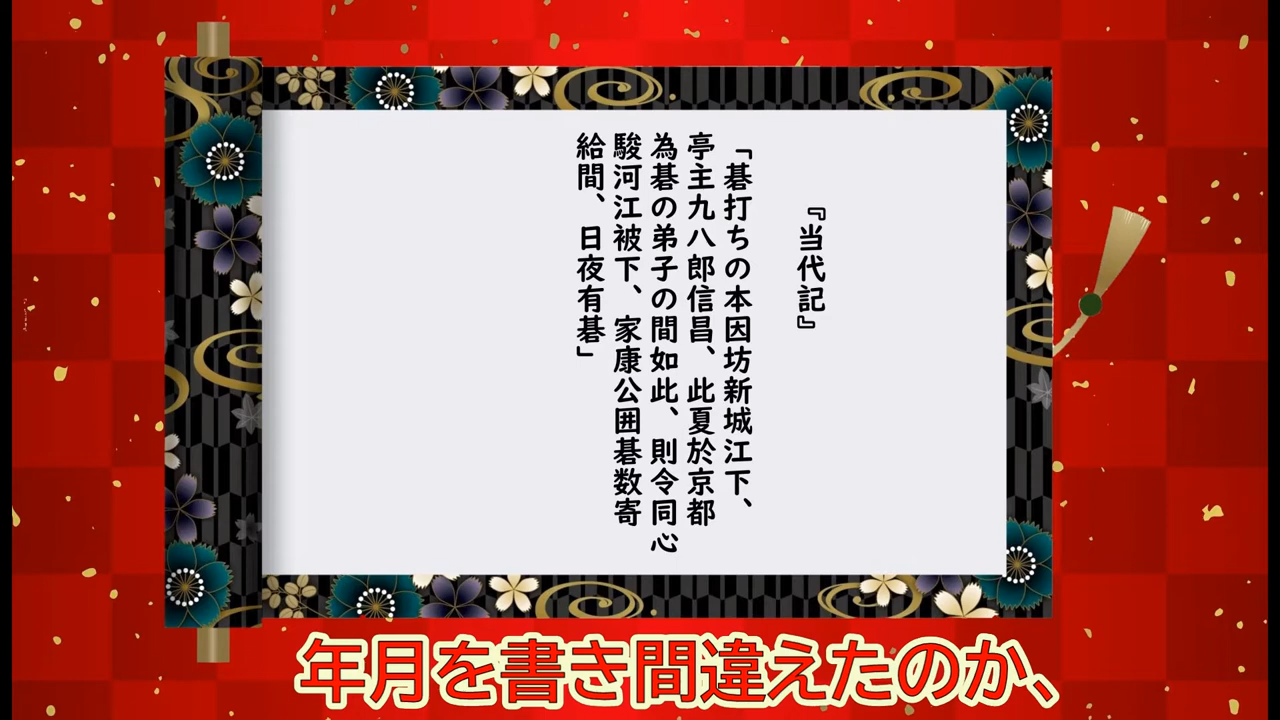 『当代記』
「碁打ちの本因坊新城江下、
亭主九八郎信昌、此夏於京都
為碁の弟子の間如此、則令同心
駿河江被下、家康公囲碁数寄
給間、日夜有碁」
年月を書き間違えたのか、